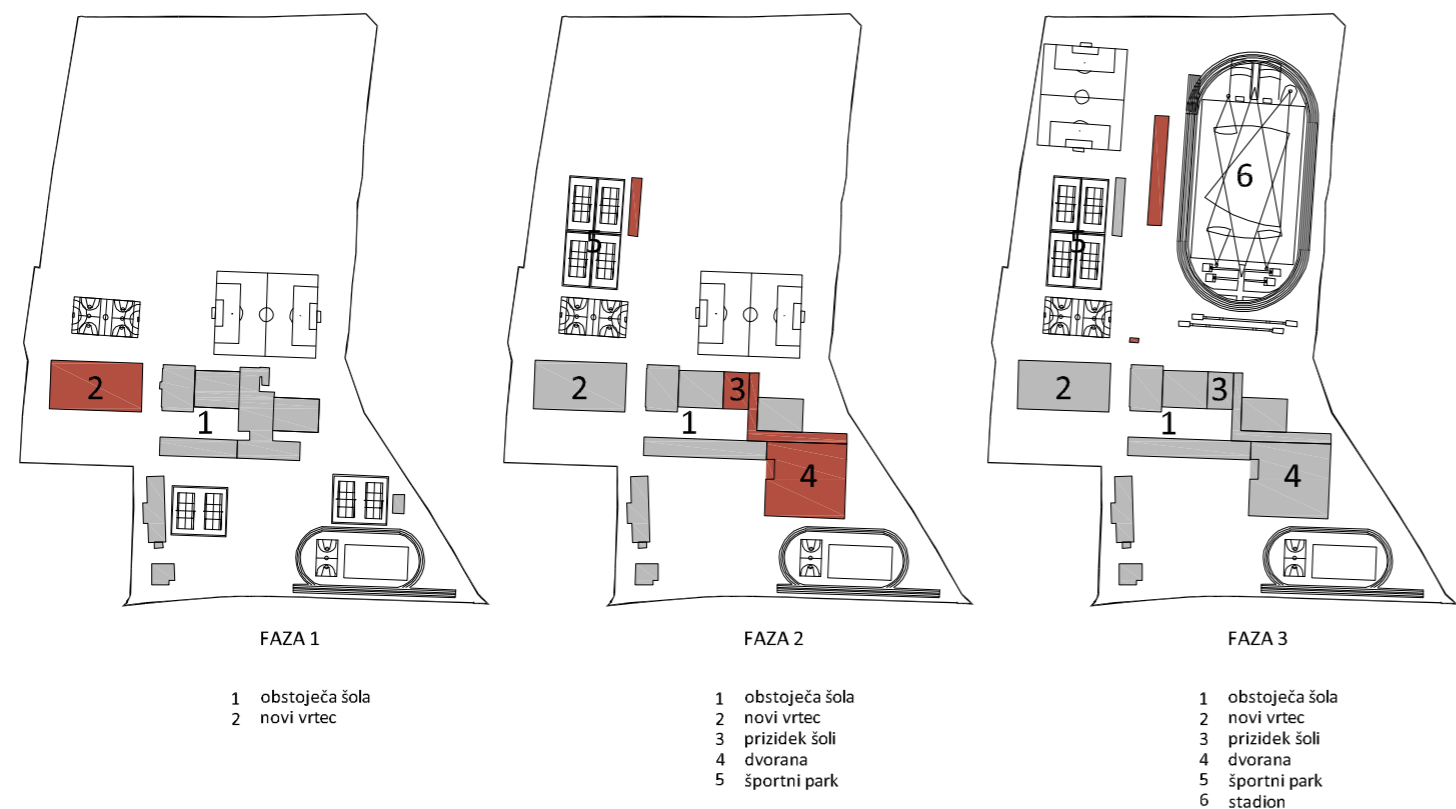 2
1
FAZA 1
1 obstoječa šola
2 novi vrtec
5
2
3
1
4
FAZA 2
1 obstoječa šola
2 novi vrtec
3 prizidek šoli
4 dvorana
5 športni park
6
5
2
3
1
4
FAZA 3
1 obstoječa šola
2 novi vrtec
3 prizidek šoli
4 dvorana
5 športni park
6 stadion